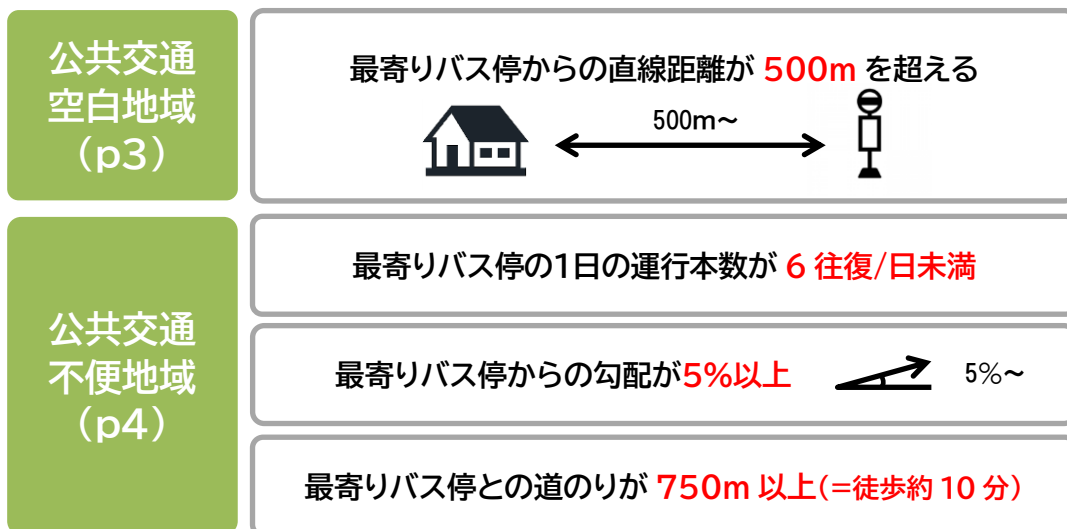 公共交通
空白地域
(p3)
最寄りバス停からの直線距離が 500m を超える
500m～
公共交通
不便地域
(p4)
最寄りバス停の1日の運行本数が 6 往復/日未満
最寄りバス停からの勾配が5%以上
5%～
最寄りバス停との道のりが 750m 以上(=徒歩約 10 分)